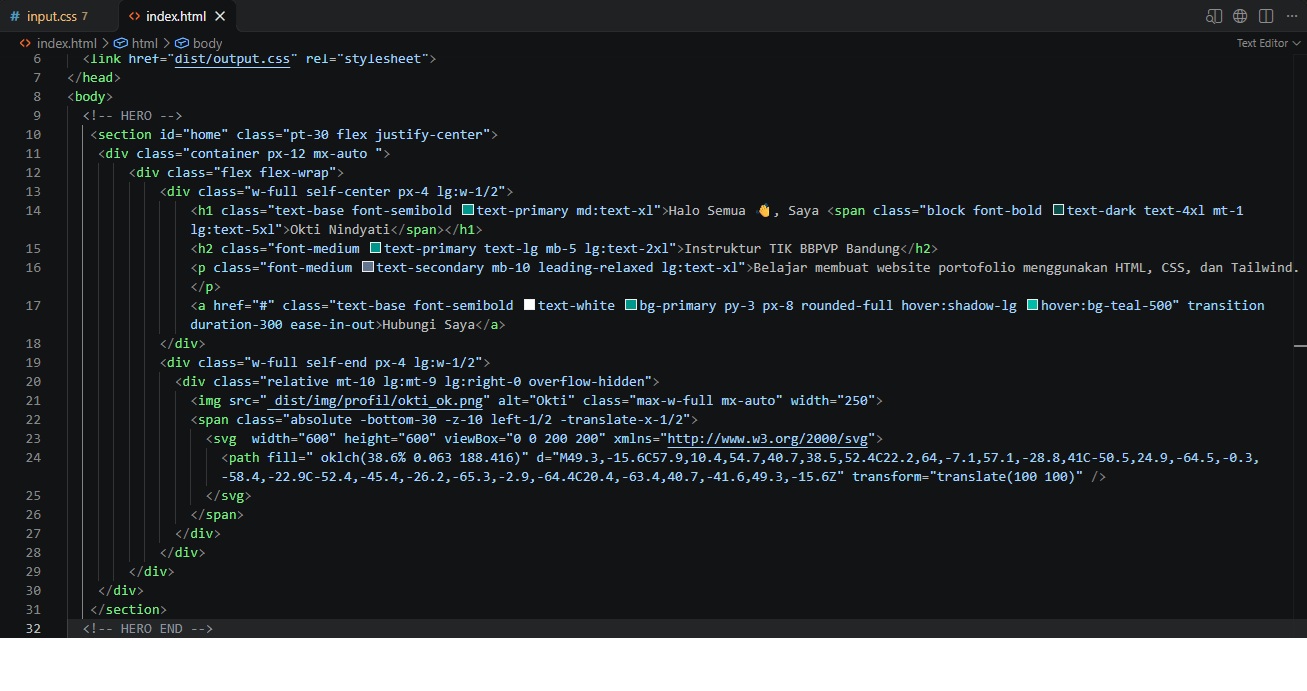 # input.css 7 <> index.html ×
<> index.html > html > body Text Editor
6 <link href="dist/output.css" rel="stylesheet">
7 </head>
8 <body>
9 <!-- HERO -->
10 <section id="home" class="pt-30 flex justify-center">
11 <div class="container px-12 mx-auto ">
12 <div class="flex flex-wrap">
13 <div class="w-full self-center px-4 lg:w-1/2">
14 <h1 class="text-base font-semibold text-primary md:text-xl">Halo Semua 👋, Saya <span class="block font-bold text-dark text-4xl mt-1
lg:text-5xl">Okti Nindyati</span></h1>
15 <h2 class="font-medium text-primary text-lg mb-5 lg:text-2xl">Instruktur TIK BBPVP Bandung</h2>
16 <p class="font-medium text-secondary mb-10 leading-relaxed lg:text-xl">Belajar membuat website portofolio menggunakan HTML, CSS, dan Tailwind.
</p>
17 <a href="#" class="text-base font-semibold text-white bg-primary py-3 px-8 rounded-full hover:shadow-lg hover:bg-teal-500" transition
duration-300 ease-in-out>Hubungi Saya</a>
18 </div>
19 <div class="w-full self-end px-4 lg:w-1/2">
20 <div class="relative mt-10 lg:mt-9 lg:right-0 overflow-hidden">
21 <img src=" dist/img/profil/okti_ok.png" alt="Okti" class="max-w-full mx-auto" width="250">
22 <span class="absolute -bottom-30 -z-10 left-1/2 -translate-x-1/2">
23 <svg  width="600" height="600" viewBox="0 0 200 200" xmlns="http://www.w3.org/2000/svg">
24 <path fill=" oklch(38.6% 0.063 188.416)" d="M49.3,-15.6C57.9,10.4,54.7,40.7,38.5,52.4C22.2,64,-7.1,57.1,-28.8,41C-50.5,24.9,-64.5,-0.3,
-58.4,-22.9C-52.4,-45.4,-26.2,-65.3,-2.9,-64.4C20.4,-63.4,40.7,-41.6,49.3,-15.6Z" transform="translate(100 100)" />
25 </svg>
26 </span>
27 </div>
28 </div>
29 </div>
30 </div>
31 </section>
32 <!-- HERO END -->